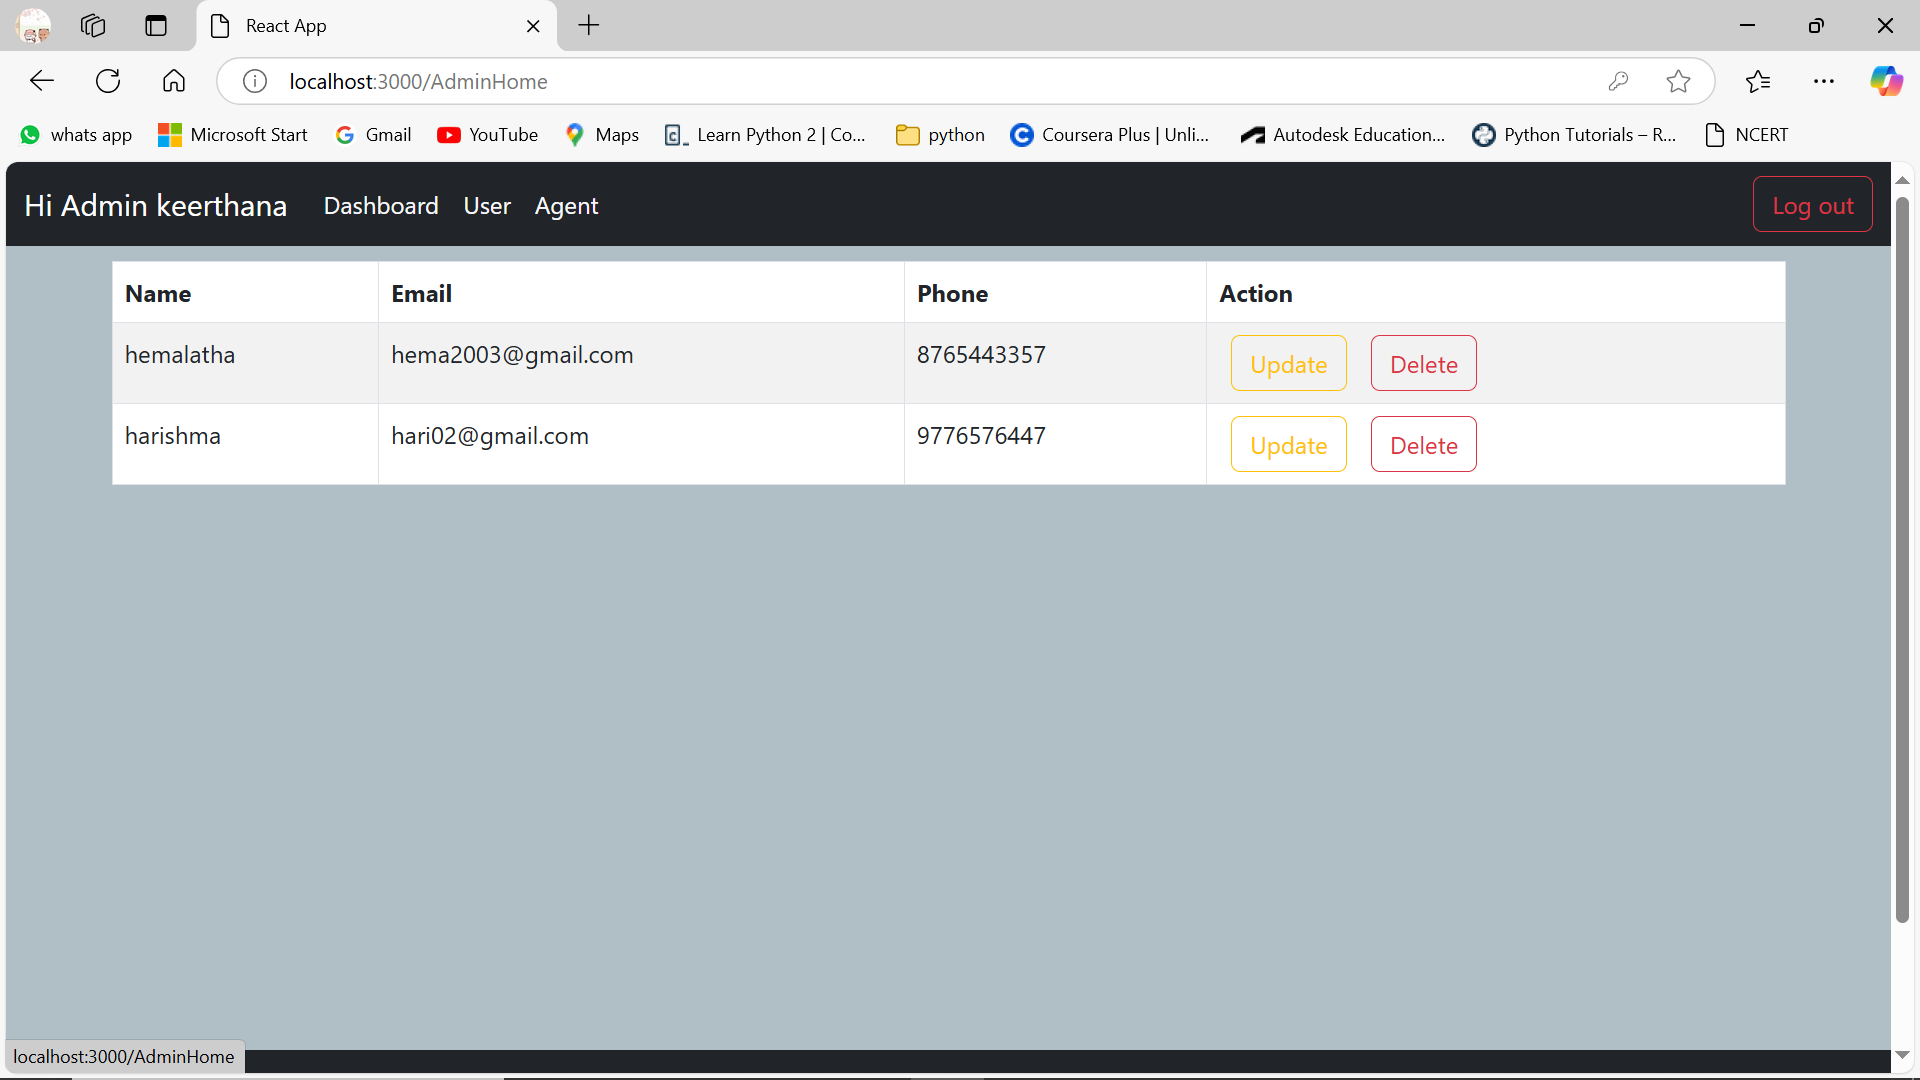 React App
localhost:3000/AdminHome
whats app Microsoft Start Gmail YouTube Maps Learn Python 2 | Co... python Coursera Plus | Unli... Autodesk Education... Python Tutorials – R... NCERT
Hi Admin keerthana Dashboard User Agent Log out
Name Email Phone Action
hemalatha hema2003@gmail.com 8765443357 Update Delete
harishma hari02@gmail.com 9776576447 Update Delete
localhost:3000/AdminHome